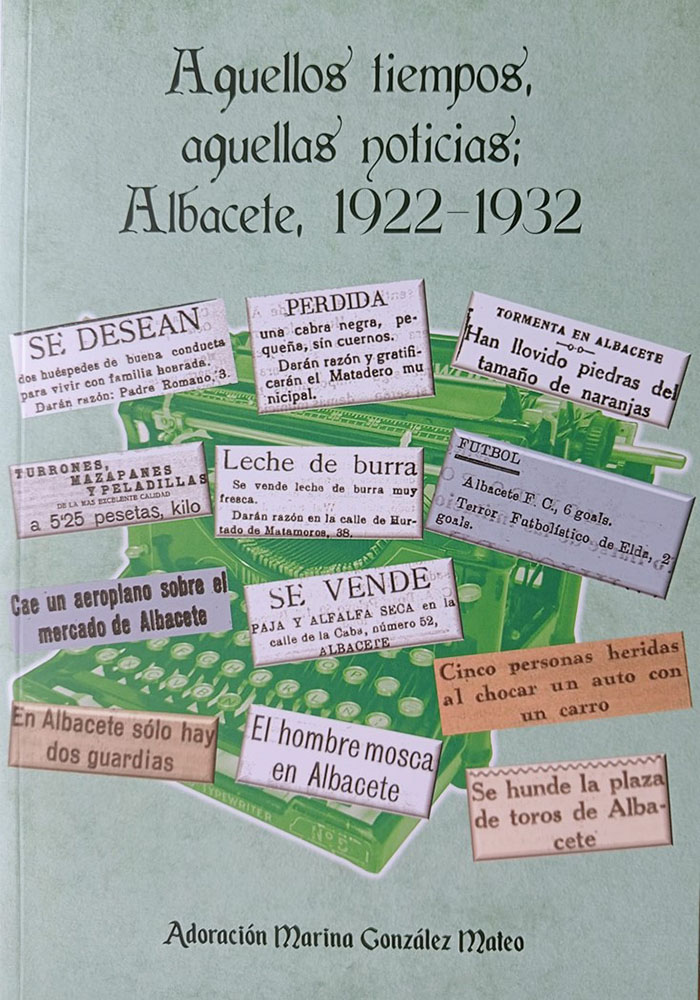 Aquellos tiempos,
aquellas noticias;
Albacete, 1922-1932
SE DESEAN
dos huéspedes de buena conducta
para vivir con familia honrada.
Darán razón: Padre Romano, 3.
PERDIDA
una cabra negra, pe-
queña, sin cuernos.
Darán razón y gratifi-
carán el Matadero mu
nicipal.
TORMENTA EN ALBACETE
Han llovido piedras del
tamaño de naranjas
TURRONES,
MAZAPANES
Y PELADILLAS
DE LA MAS EXCELENTE CALIDAD
a 5'25 pesetas, kilo
Leche de burra
Se vende leche de burra muy
fresca.
Darán razón en la calle de Hur-
tado de Matamoros, 38.
FUTBOL
Albacete F. C., 6 goals.
Terror Futbolístico de Elda, 2
goals.
Cae un aeroplano sobre el
mercado de Albacete
SE VENDE
PAJA Y ALFALFA SECA en la
calle de la Caba, número 52,
ALBACETE
Cinco personas heridas
al chocar un auto con
un carro
En Albacete sólo hay
dos guardias
El hombre mosca
en Albacete
Se hunde la plaza
de toros de Alba-
cete
TYPEWRITER
Adoración Marina González Mateo